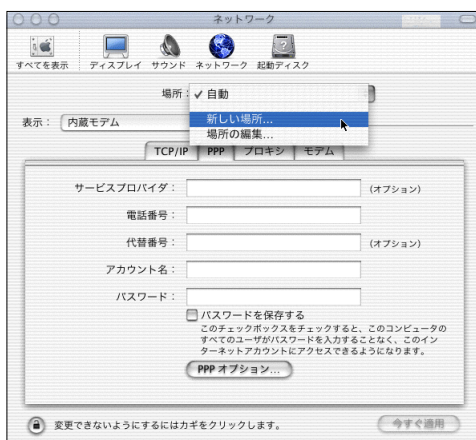 ネットワーク
すべてを表示 ディスプレイ サウンド ネットワーク 起動ディスク
場所： ✓ 自動
新しい場所...
場所の編集...
表示： 内蔵モデム
TCP/IP PPP プロキシ モデム
サービスプロバイダ： (オプション)
電話番号：
代替番号： (オプション)
アカウント名：
パスワード：
パスワードを保存する
このチェックボックスをチェックすると、このコンピュータの
すべてのユーザがパスワードを入力することなく、このイン
ターネットアカウントにアクセスできるようになります。
PPP オプション...
変更できないようにするにはカギをクリックします。
今すぐ適用